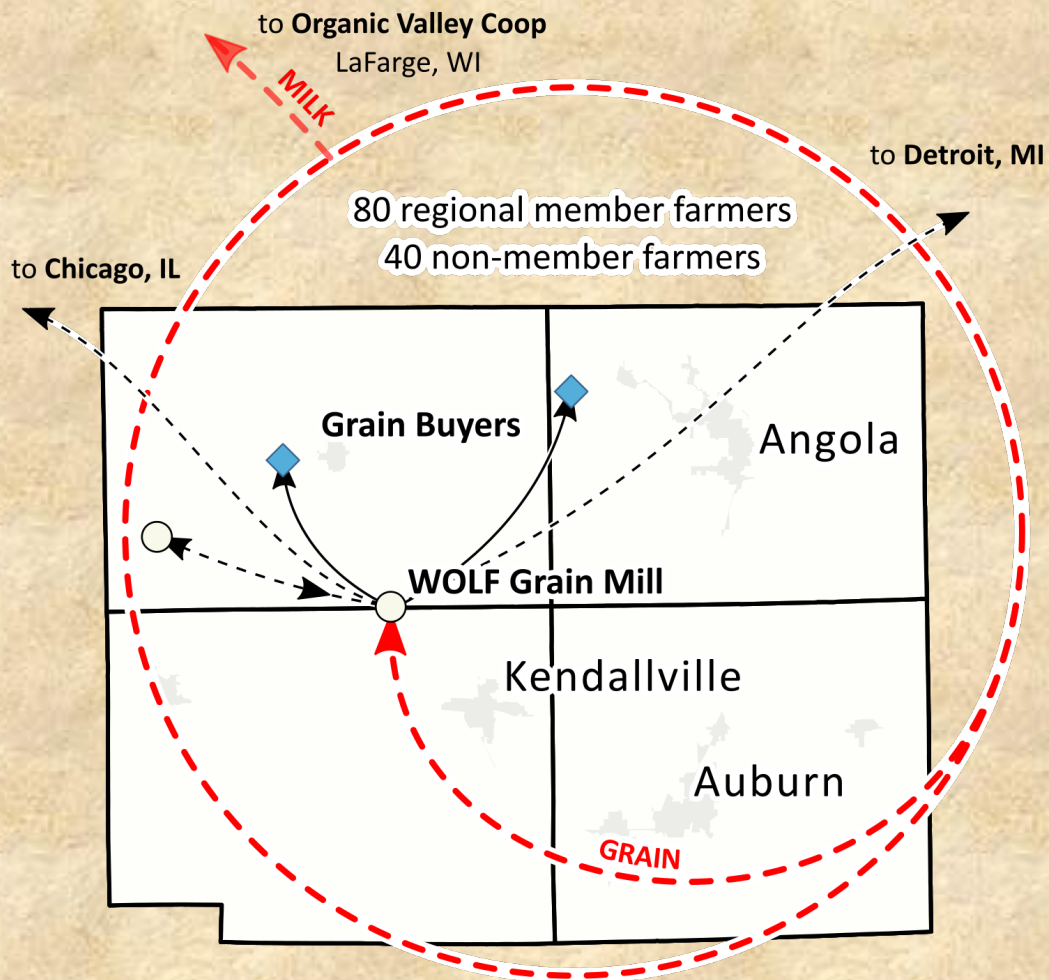 to Organic Valley Coop
LaFarge, WI
MILK
to Detroit, MI
80 regional member farmers
40 non-member farmers
to Chicago, IL
Grain Buyers
Angola
WOLF Grain Mill
Kendallville
Auburn
GRAIN